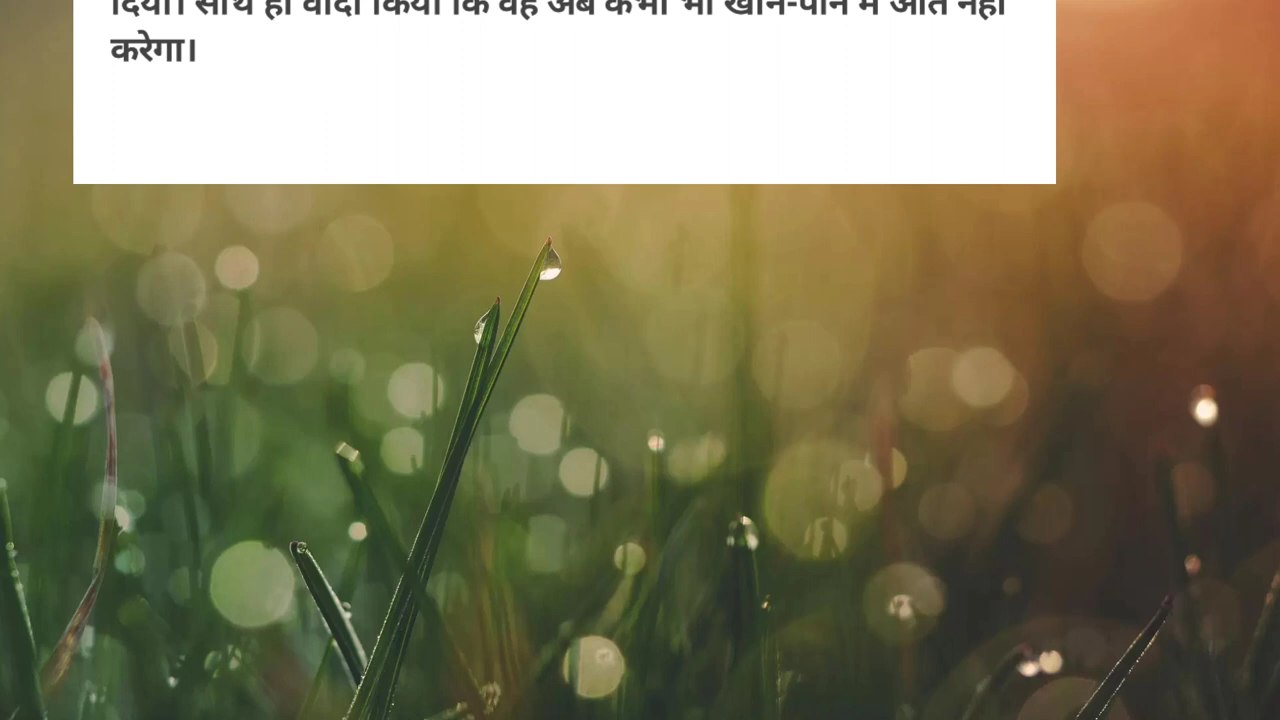 दिया। साथ ही वादा किया कि वह अब कभी भी खान-पान में अति नहीं
करेगा।